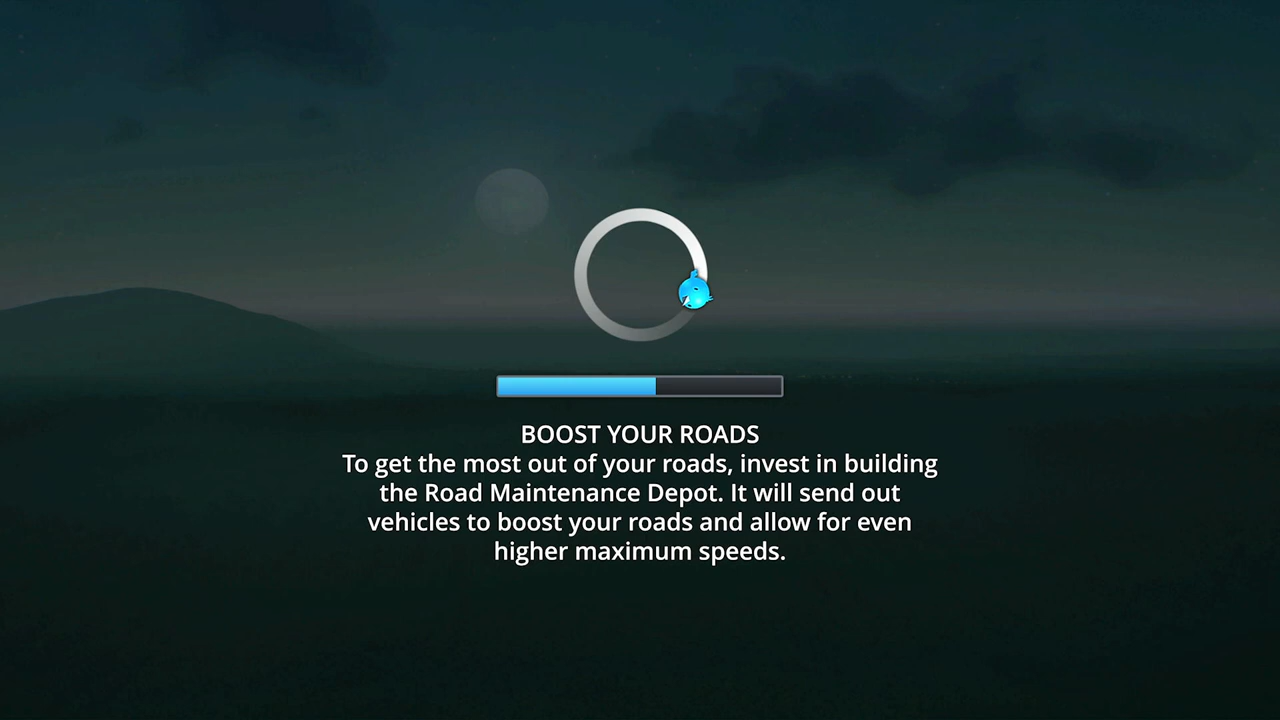 BOOST YOUR ROADS
To get the most out of your roads, invest in building
the Road Maintenance Depot. It will send out
vehicles to boost your roads and allow for even
higher maximum speeds.